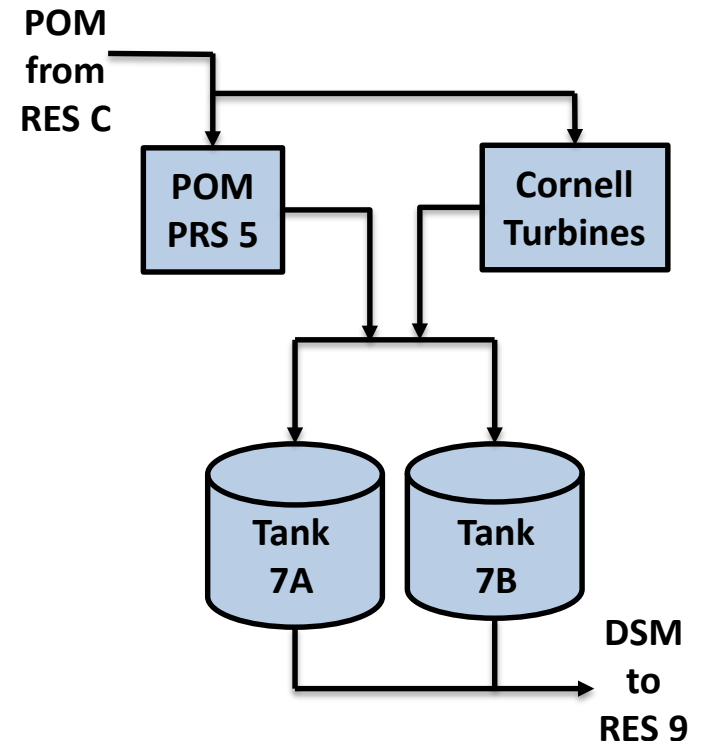 POM
from
RES C
POM
PRS 5
Cornell
Turbines
Tank
7A
Tank
7B
DSM
to
RES 9